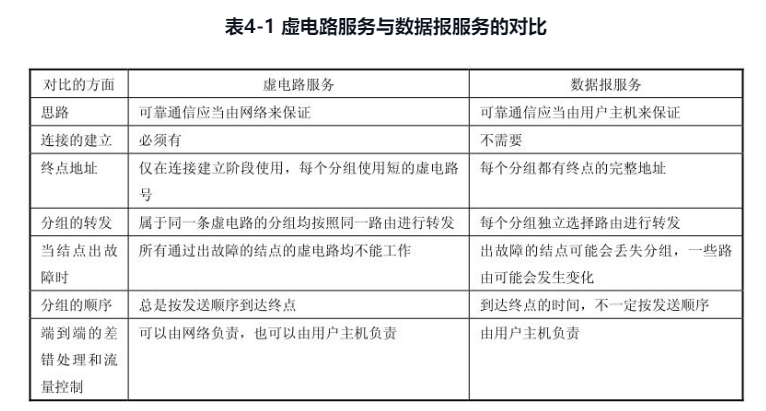 表4-1 虚电路服务与数据报服务的对比
对比的方面 虚电路服务 数据报服务
思路 可靠通信应当由网络来保证 可靠通信应当由用户主机来保证
连接的建立 必须有 不需要
终点地址 仅在连接建立阶段使用，每个分组使用短的虚电路 每个分组都有终点的完整地址
号
分组的转发 属于同一条虚电路的分组均按照同一路由进行转发 每个分组独立选择路由进行转发
当结点出故 所有通过出故障的结点的虚电路均不能工作 出故障的结点可能会丢失分组，一些路
障时 由可能会发生变化
分组的顺序 总是按发送顺序到达终点 到达终点的时间，不一定按发送顺序
端到端的差 可以由网络负责，也可以由用户主机负责 由用户主机负责
错处理和流
量控制